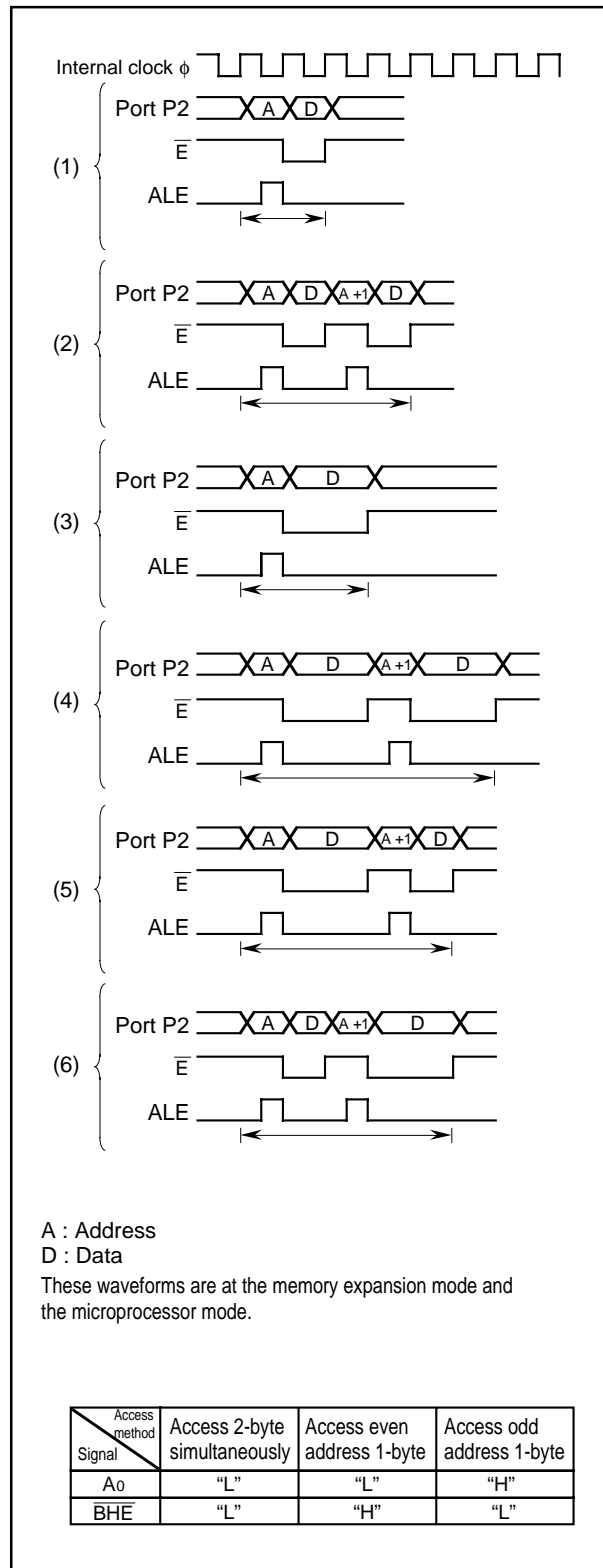 Internal clock ϕ
(1)
Port P2 A D
E
ALE
(2)
Port P2 A D A +1 D
E
ALE
(3)
Port P2 A D
E
ALE
(4)
Port P2 A D A +1 D
E
ALE
(5)
Port P2 A D A +1 D
E
ALE
(6)
Port P2 A D A +1 D
E
ALE
A : Address
D : Data
These waveforms are at the memory expansion mode and
the microprocessor mode.
Access
method
Signal
Access 2-byte
simultaneously
Access even
address 1-byte
Access odd
address 1-byte
A0 “L” “L” “H”
BHE “L” “H” “L”